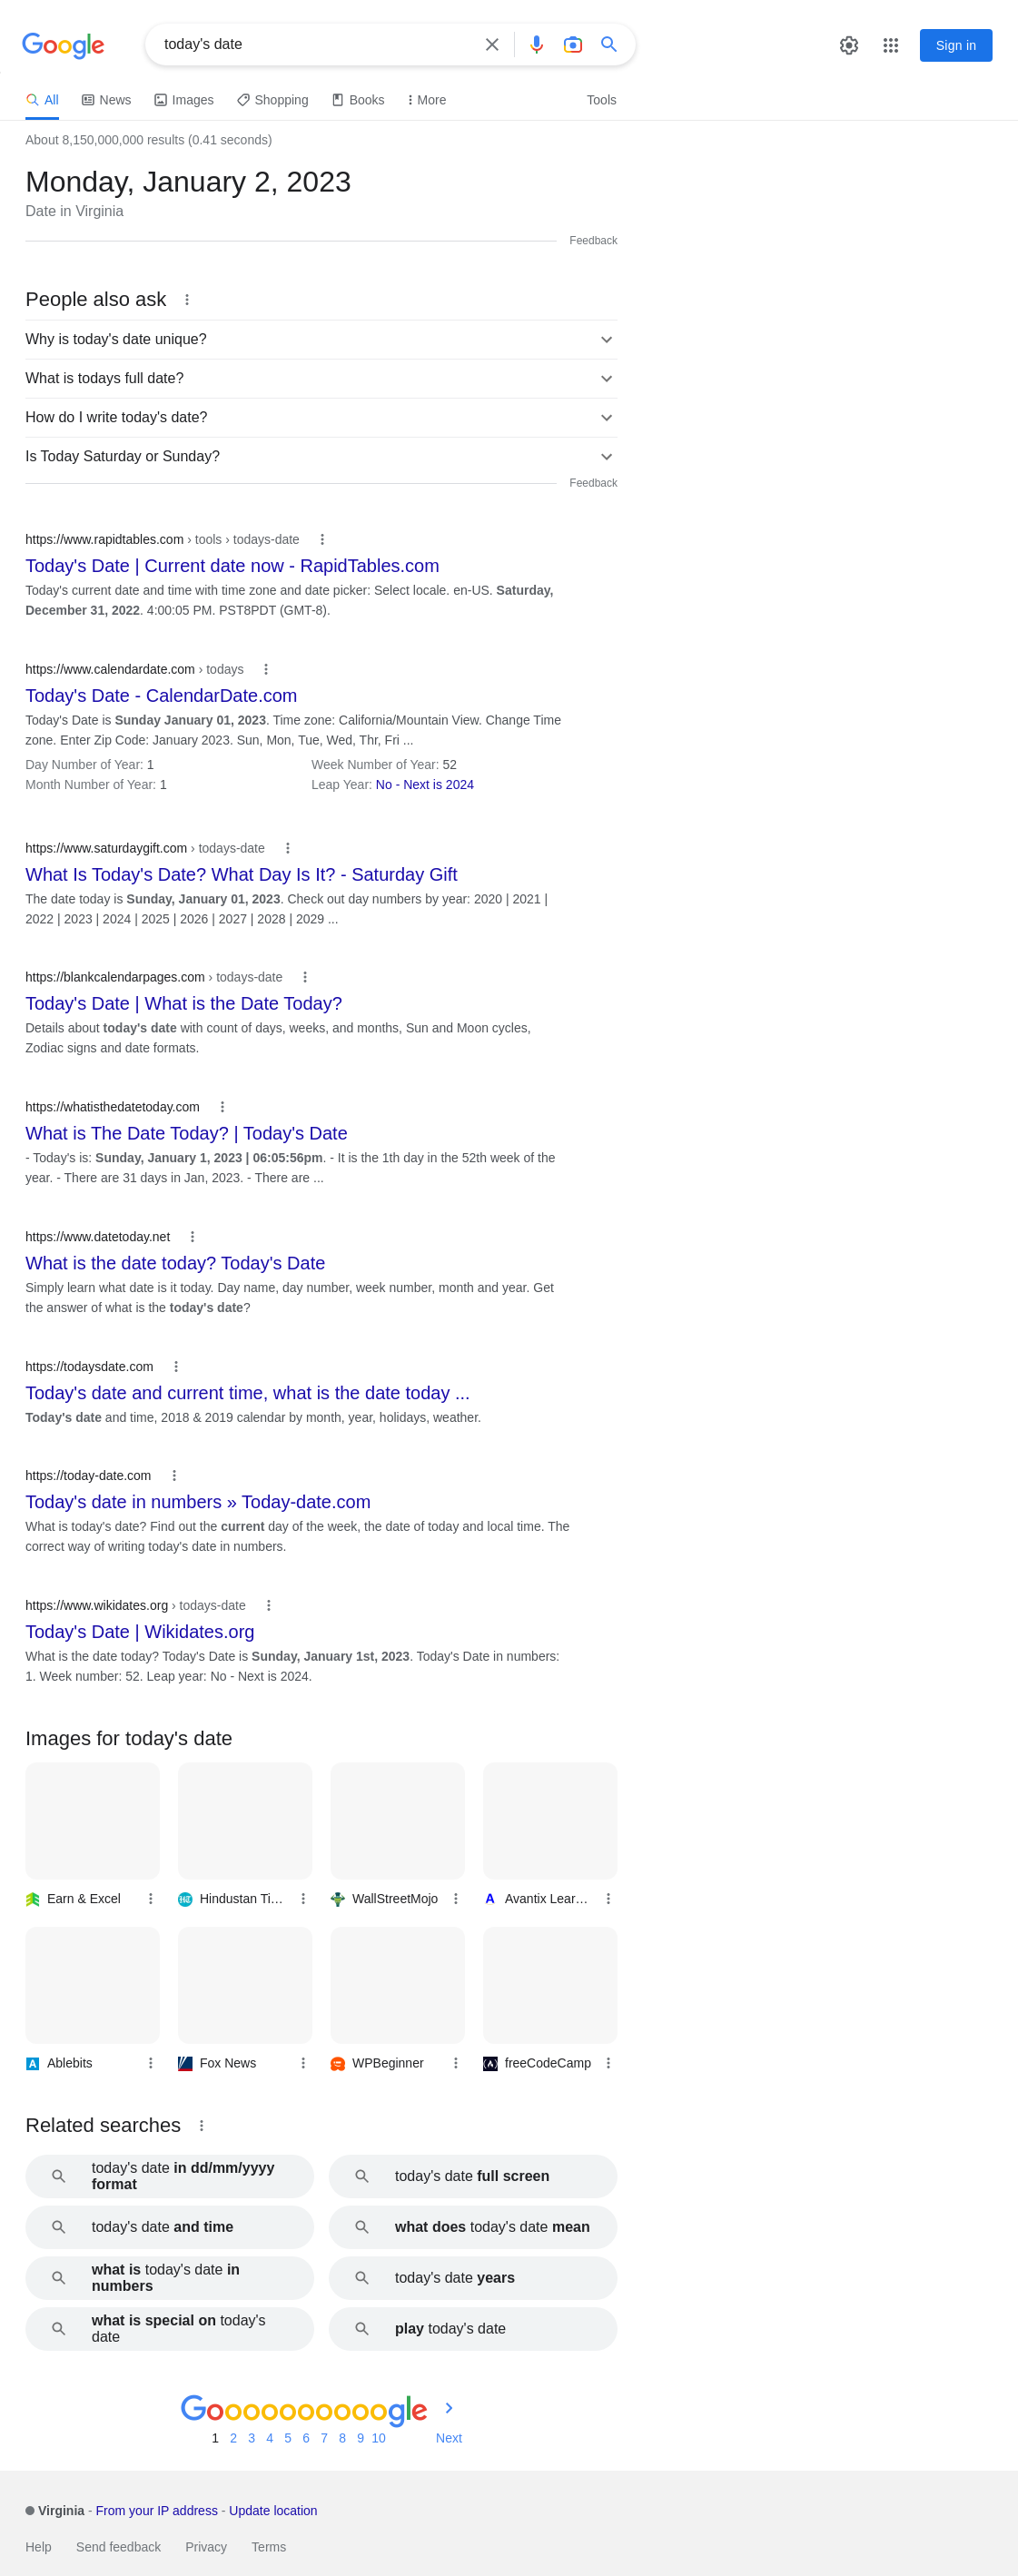 Google
today's date
Sign in
All
News
Images
Shopping
Books
More
Tools
About 8,150,000,000 results (0.41 seconds)
Monday, January 2, 2023
Date in Virginia
Feedback
People also ask
Why is today's date unique?
What is todays full date?
How do I write today's date?
Is Today Saturday or Sunday?
Feedback
https://www.rapidtables.com › tools › todays-date
Today's Date | Current date now - RapidTables.com
Today's current date and time with time zone and date picker: Select locale. en-US. Saturday,
December 31, 2022. 4:00:05 PM. PST8PDT (GMT-8).
https://www.calendardate.com › todays
Today's Date - CalendarDate.com
Today's Date is Sunday January 01, 2023. Time zone: California/Mountain View. Change Time
zone. Enter Zip Code: January 2023. Sun, Mon, Tue, Wed, Thr, Fri ...
Day Number of Year: 1
Week Number of Year: 52
Month Number of Year: 1
Leap Year: No - Next is 2024
https://www.saturdaygift.com › todays-date
What Is Today's Date? What Day Is It? - Saturday Gift
The date today is Sunday, January 01, 2023. Check out day numbers by year: 2020 | 2021 |
2022 | 2023 | 2024 | 2025 | 2026 | 2027 | 2028 | 2029 ...
https://blankcalendarpages.com › todays-date
Today's Date | What is the Date Today?
Details about today's date with count of days, weeks, and months, Sun and Moon cycles,
Zodiac signs and date formats.
https://whatisthedatetoday.com
What is The Date Today? | Today's Date
- Today's is: Sunday, January 1, 2023 | 06:05:56pm. - It is the 1th day in the 52th week of the
year. - There are 31 days in Jan, 2023. - There are ...
https://www.datetoday.net
What is the date today? Today's Date
Simply learn what date is it today. Day name, day number, week number, month and year. Get
the answer of what is the today's date?
https://todaysdate.com
Today's date and current time, what is the date today ...
Today's date and time, 2018 & 2019 calendar by month, year, holidays, weather.
https://today-date.com
Today's date in numbers » Today-date.com
What is today's date? Find out the current day of the week, the date of today and local time. The
correct way of writing today's date in numbers.
https://www.wikidates.org › todays-date
Today's Date | Wikidates.org
What is the date today? Today's Date is Sunday, January 1st, 2023. Today's Date in numbers:
1. Week number: 52. Leap year: No - Next is 2024.
Images for today's date
Earn & Excel
Hindustan Ti...
WallStreetMojo
Avantix Lear...
Ablebits
Fox News
WPBeginner
freeCodeCamp
Related searches
today's date in dd/mm/yyyy
format
today's date full screen
today's date and time
what does today's date mean
what is today's date in
numbers
today's date years
what is special on today's
date
play today's date
Goooooooooogle
1 2 3 4 5 6 7 8 9 10 Next
Virginia - From your IP address - Update location
Help
Send feedback
Privacy
Terms